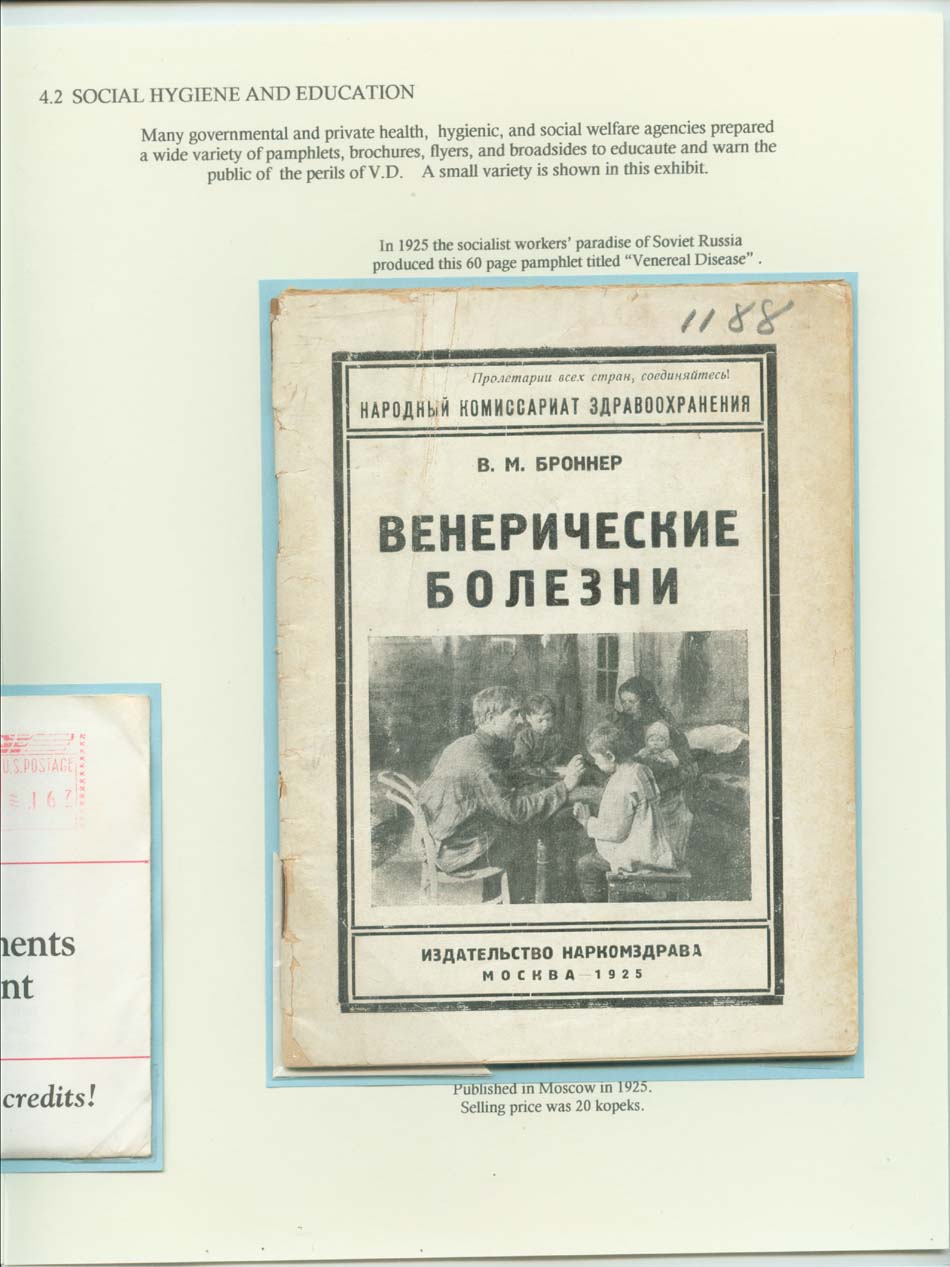 4.2 SOCIAL HYGIENE AND EDUCATION
Many governmental and private health, hygienic, and social welfare agencies prepared
a wide variety of pamphlets, brochures, flyers, and broadsides to educaute and warn the
public of the perils of V.D. A small variety is shown in this exhibit.
In 1925 the socialist workers' paradise of Soviet Russia
produced this 60 page pamphlet titled “Venereal Disease” .
1188
Пролетарии всех стран, соединяйтесь!
НАРОДНЫЙ КОМИССАРИАТ ЗДРАВООХРАНЕНИЯ
В. М. БРОННЕР
ВЕНЕРИЧЕСКИЕ
БОЛЕЗНИ
ИЗДАТЕЛЬСТВО НАРКОМЗДРАВА
МОСКВА—1925
Published in Moscow in 1925.
Selling price was 20 kopeks.
U.S.POSTAGE
ients
nt
credits!